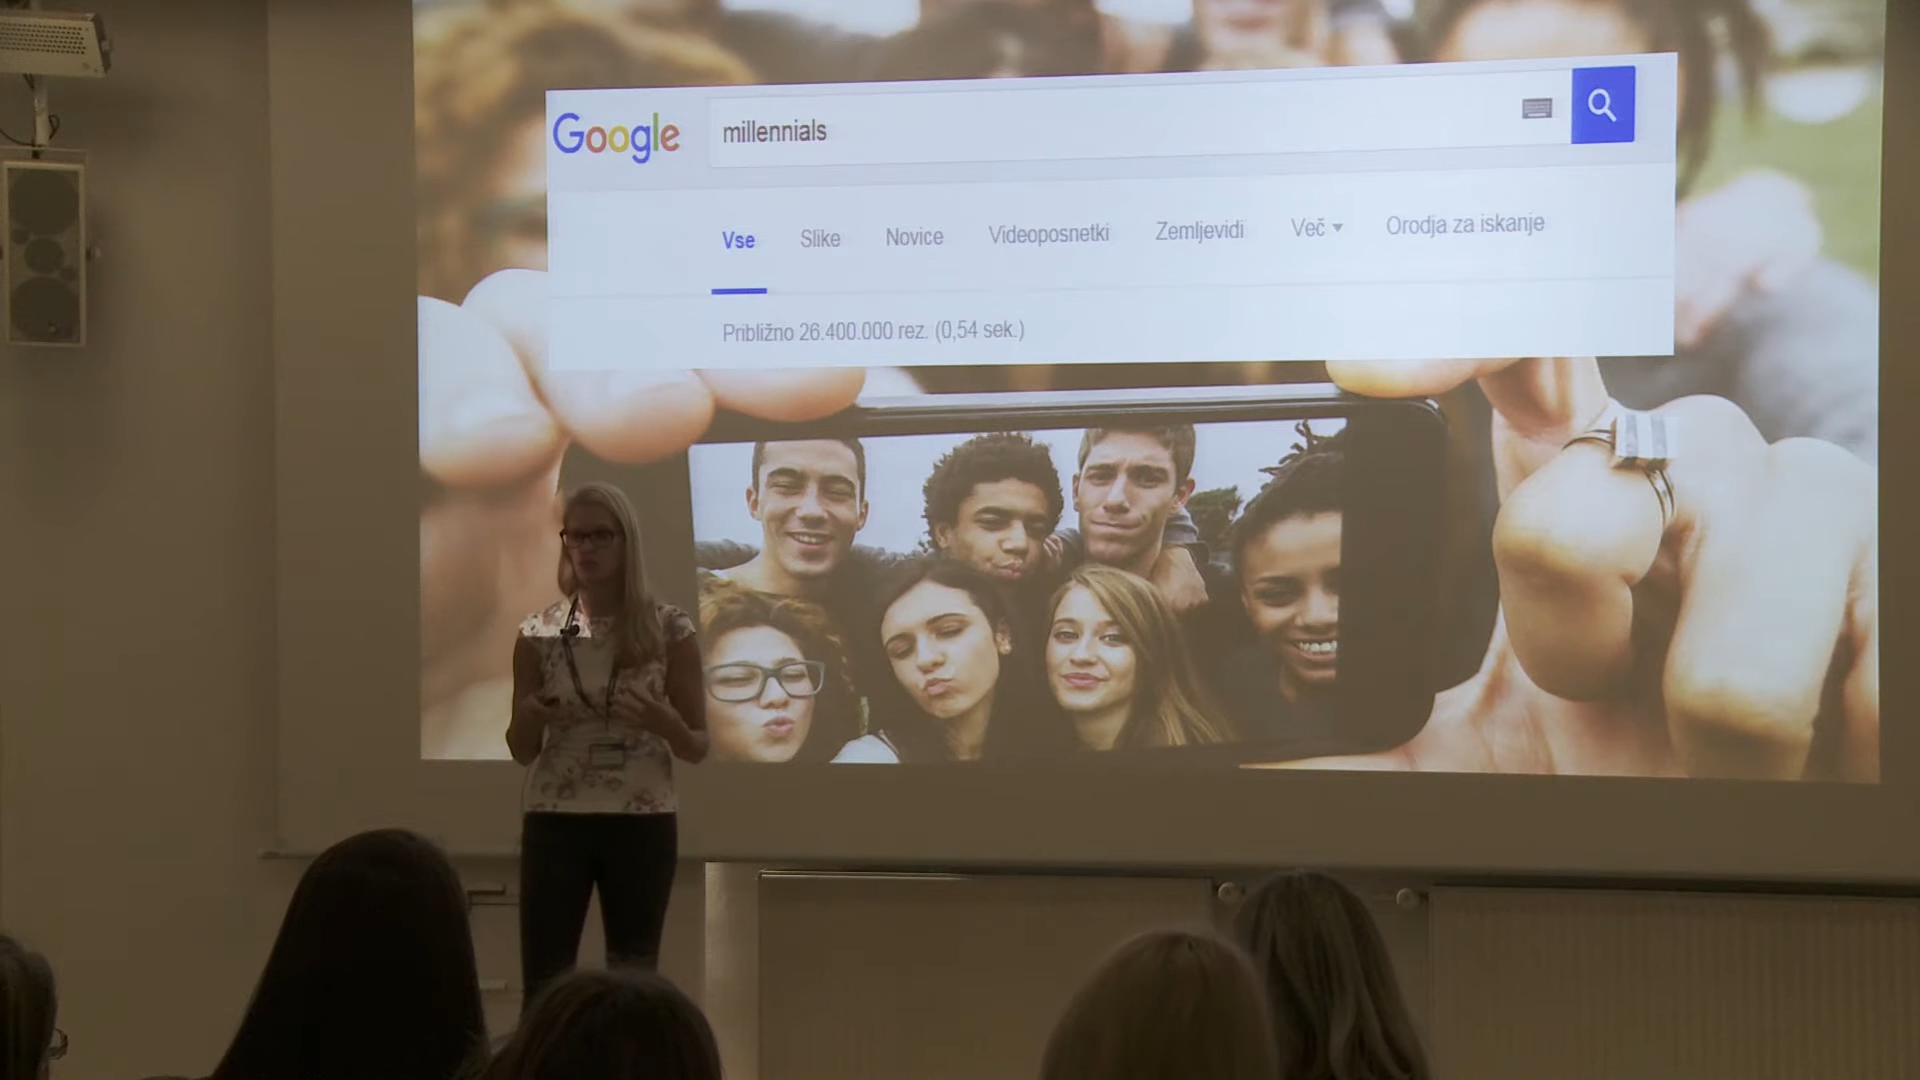 Google
millennials
Vse Slike Novice Videoposnetki Zemljevidi Več Orodja za iskanje
Približno 26.400.000 rez. (0,54 sek.)